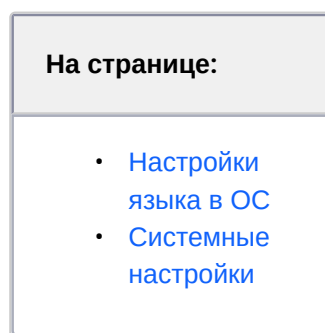 На странице:
• Настройки
языка в ОС
• Системные
настройки